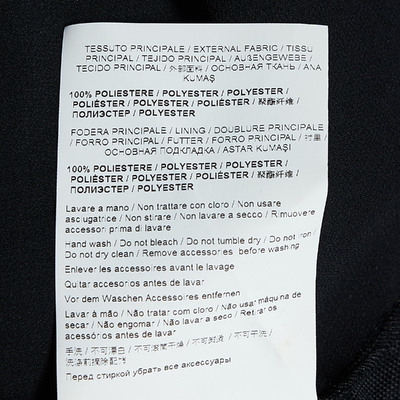 TESSUTO PRINCIPALE / EXTERNAL FABRIC / TISSU
PRINCIPAL / TEJIDO PRINCIPAL / AUßENGEWEBE /
TECIDO PRINCIPAL / 外部面料 / ОСНОВНАЯ ТКАНЬ / ANA
KUMAŞ
100% POLIESTERE / POLYESTER / POLYESTER /
POLIÉSTER / POLYESTER / POLIÉSTER / 聚酯纤维 /
ПОЛИЭСТЕР / POLYESTER
FODERA PRINCIPALE / LINING / DOUBLURE PRINCIPALE
/ FORRO PRINCIPAL / FUTTER / FORRO PRINCIPAL / 衬里 /
ОСНОВНАЯ ПОДКЛАДКА / ASTAR KUMAŞI
100% POLIESTERE / POLYESTER / POLYESTER /
POLIÉSTER / POLYESTER / POLIÉSTER / 聚酯纤维 /
ПОЛИЭСТЕР / POLYESTER
Lavare a mano / Non trattare con cloro / Non usare
asciugatrice / Non stirare / Non lavare a secco / Rimuovere
accessori prima di lavare
Hand wash / Do not bleach / Do not tumble dry / Do not iron /
Do not dry clean / Remove accessories before washing
Enlever les accessoires avant le lavage
Quitar accesorios antes de lavar
Vor dem Waschen Accessoires entfernen
Lavar à mão / Não tratar com cloro / Não usar máquina de
secar / Não engomar / Não lavar a seco / Retirar os
acessórios antes de lavar
手洗 / 不可漂白 / 不可滚筒干燥 / 不可熨烫 / 不可干洗 /
洗涤前摘除配件
Перед стиркой убрать все аксессуары